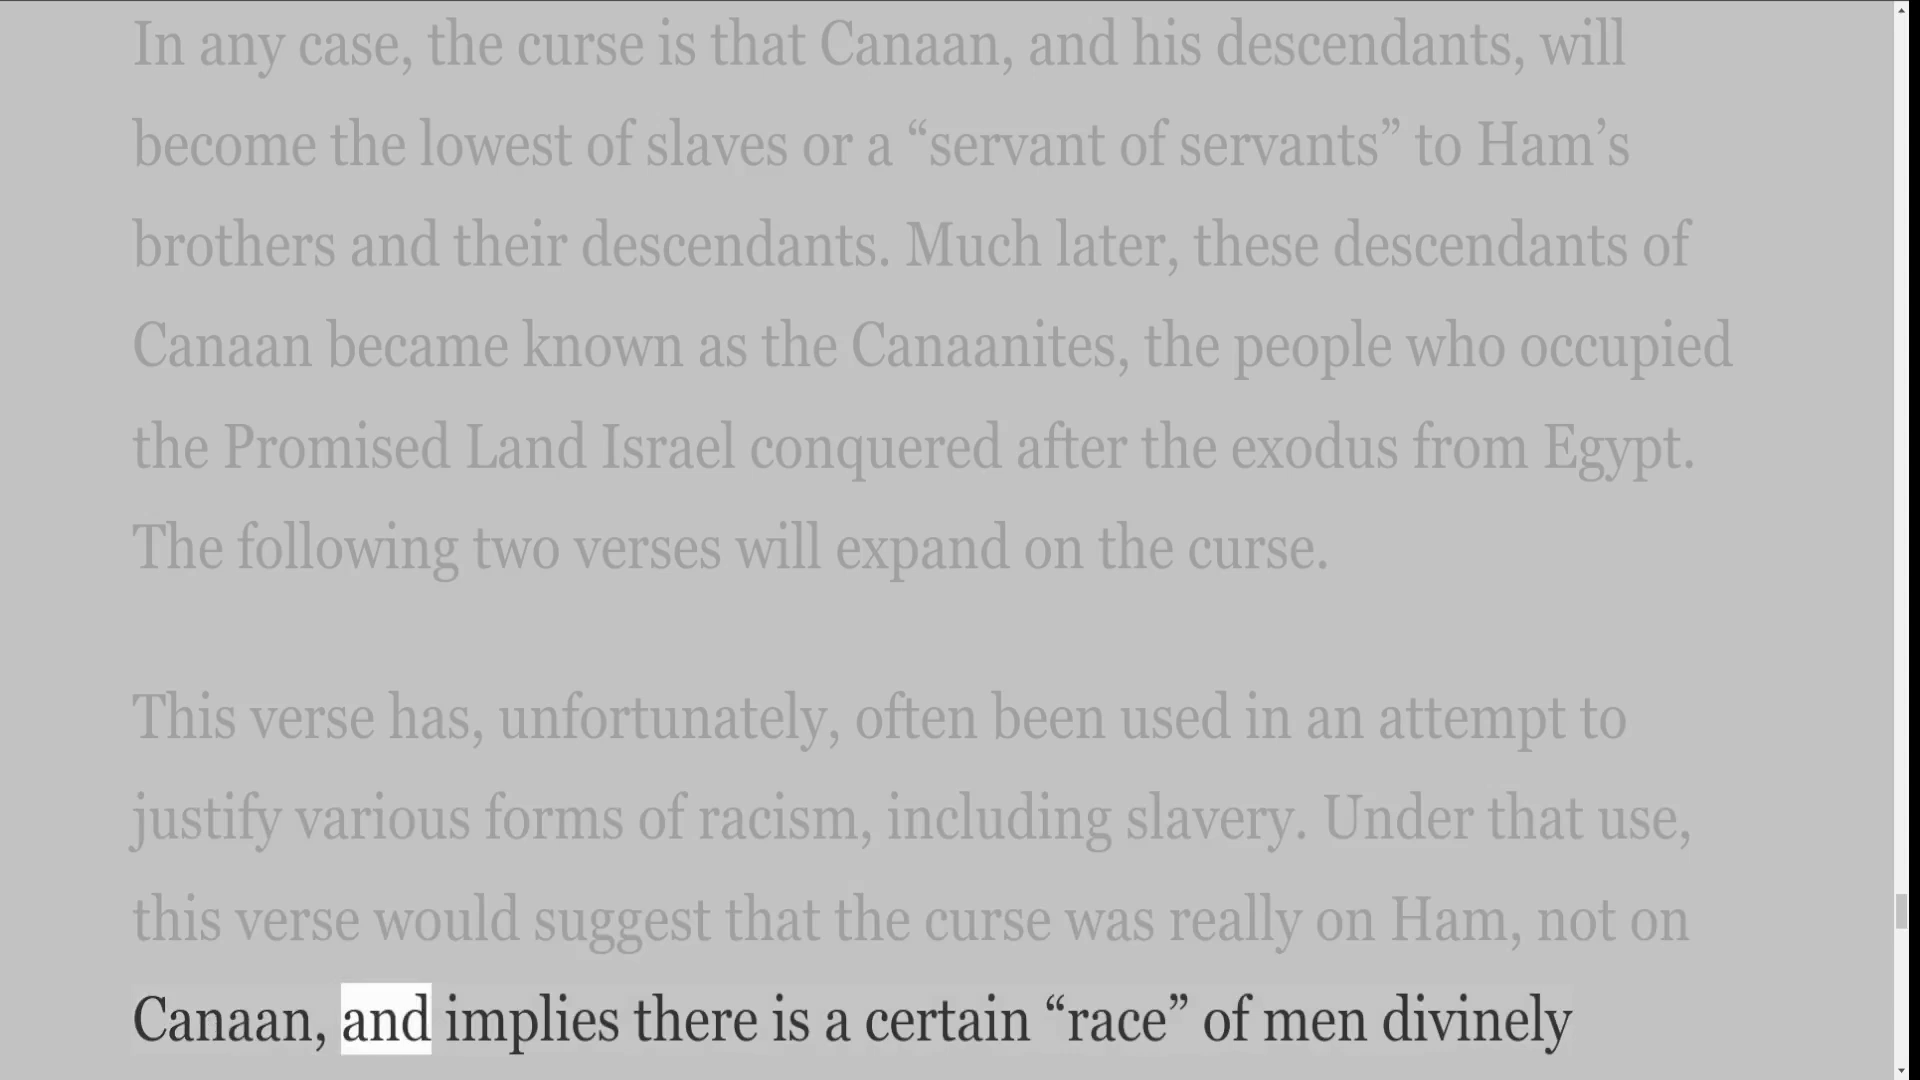 In any case, the curse is that Canaan, and his descendants, will
become the lowest of slaves or a “servant of servants” to Ham’s
brothers and their descendants. Much later, these descendants of
Canaan became known as the Canaanites, the people who occupied
the Promised Land Israel conquered after the exodus from Egypt.
The following two verses will expand on the curse.
This verse has, unfortunately, often been used in an attempt to
justify various forms of racism, including slavery. Under that use,
this verse would suggest that the curse was really on Ham, not on
Canaan, and implies there is a certain “race” of men divinely